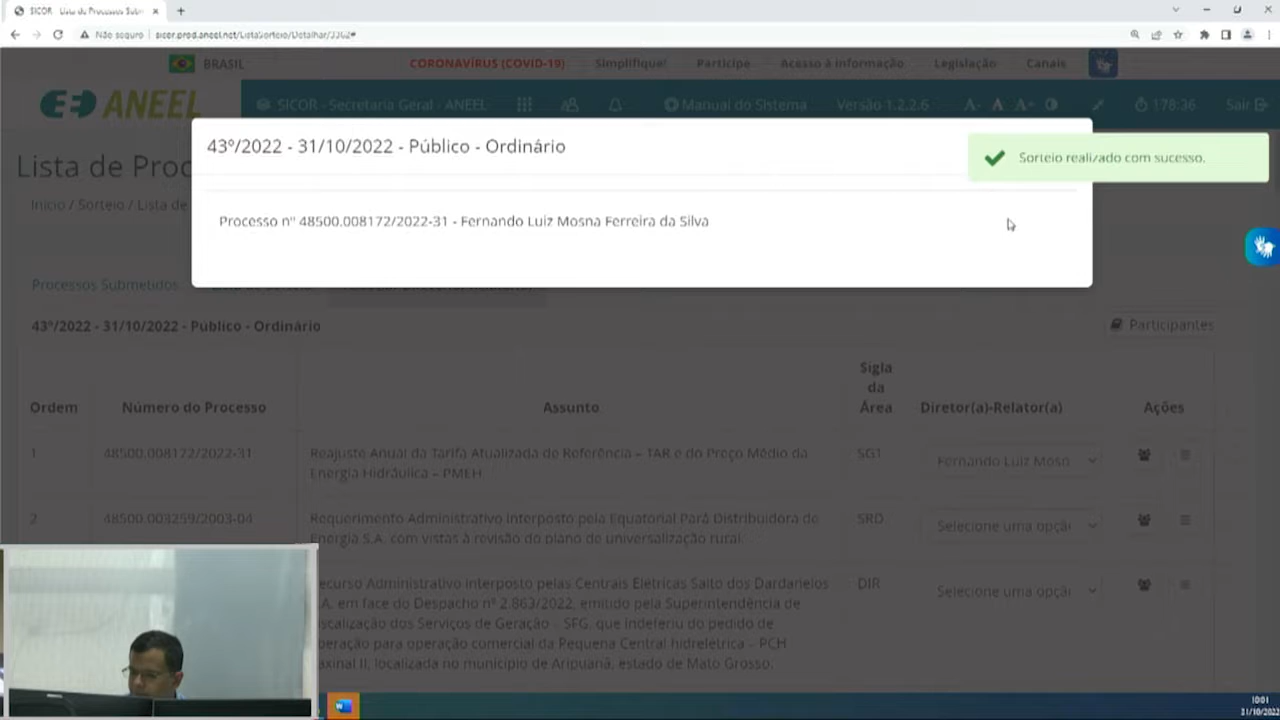 SICOR - Lista de Processos Subm
Não seguro | sicor.prod.aneel.net/ListaSorteio/Detalhar/3362#
BRASIL CORONAVÍRUS (COVID-19) Simplifique! Participe Acesso à informação Legislação Canais
ANEEL SICOR - Secretaria Geral - ANEEL Manual do Sistema Versão 1.2.2.6 A- A A+ 178:36 Sair
43º/2022 - 31/10/2022 - Público - Ordinário
Sorteio realizado com sucesso.
Lista de Proc
Início / Sorteio / Lista de
Processo nº 48500.008172/2022-31 - Fernando Luiz Mosna Ferreira da Silva
Processos Submetidos
43º/2022 - 31/10/2022 - Público - Ordinário
Participantes
Ordem Número do Processo Assunto Sigla da Área Diretor(a)-Relator(a) Ações
1 48500.008172/2022-31 Reajuste Anual da Tarifa Atualizada de Referência – TAR e do Preço Médio da SGT Fernando Luiz Mosn
Energia Hidráulica – PMEH
2 48500.003259/2003-04 Requerimento Administrativo interposto pela Equatorial Pará Distribuidora de SRD Selecione uma opçã
Energia S.A. com vistas à revisão do plano de universalização rural.
ecurso Administrativo interposto pelas Centrais Elétricas Salto dos Dardanelos DIR Selecione uma opçã
.A. em face do Despacho nº 2.863/2022, emitido pela Superintendência de
scalização dos Serviços de Geração – SFG, que indeferiu do pedido de
peração para operação comercial da Pequena Central hidrelétrica – PCH
axinal II, localizada no município de Aripuanã, estado de Mato Grosso.
10:01
31/10/2022